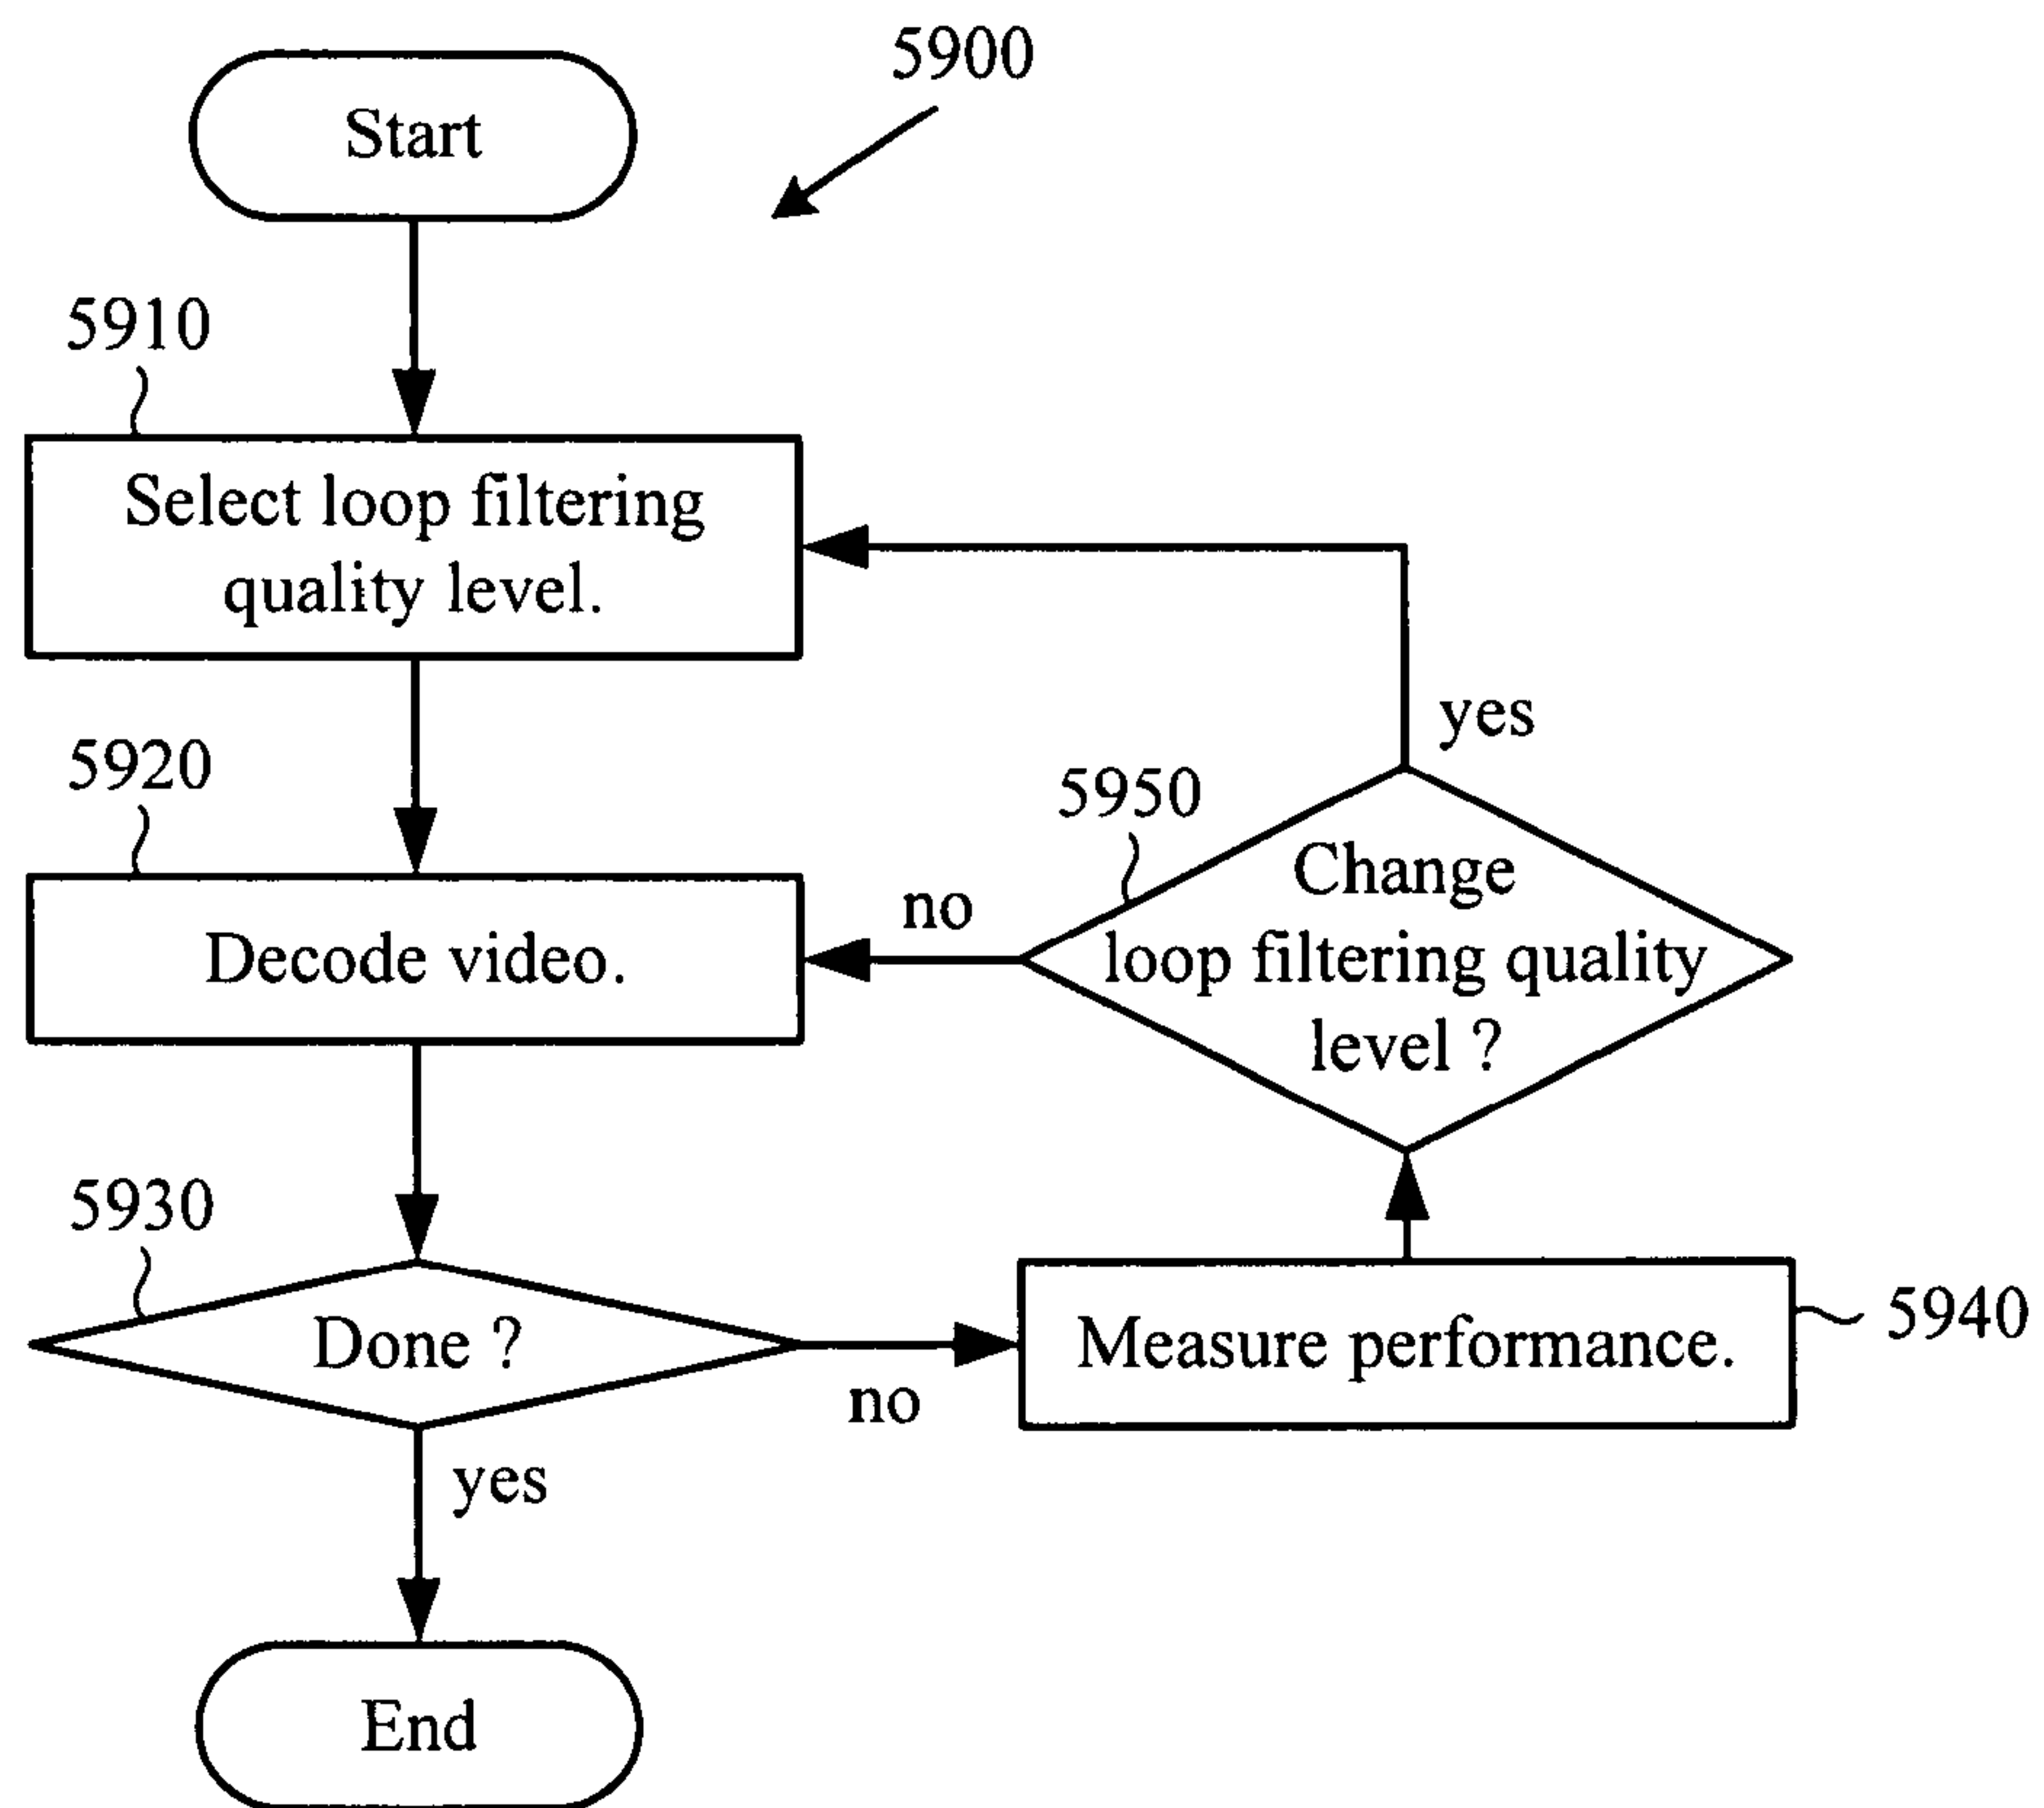 5900
Start
5910
Select loop filtering
quality level.
yes
5920
5950
Change
loop filtering quality
level ?
no
Decode video.
5930
Done ?
no
Measure performance.
5940
yes
End